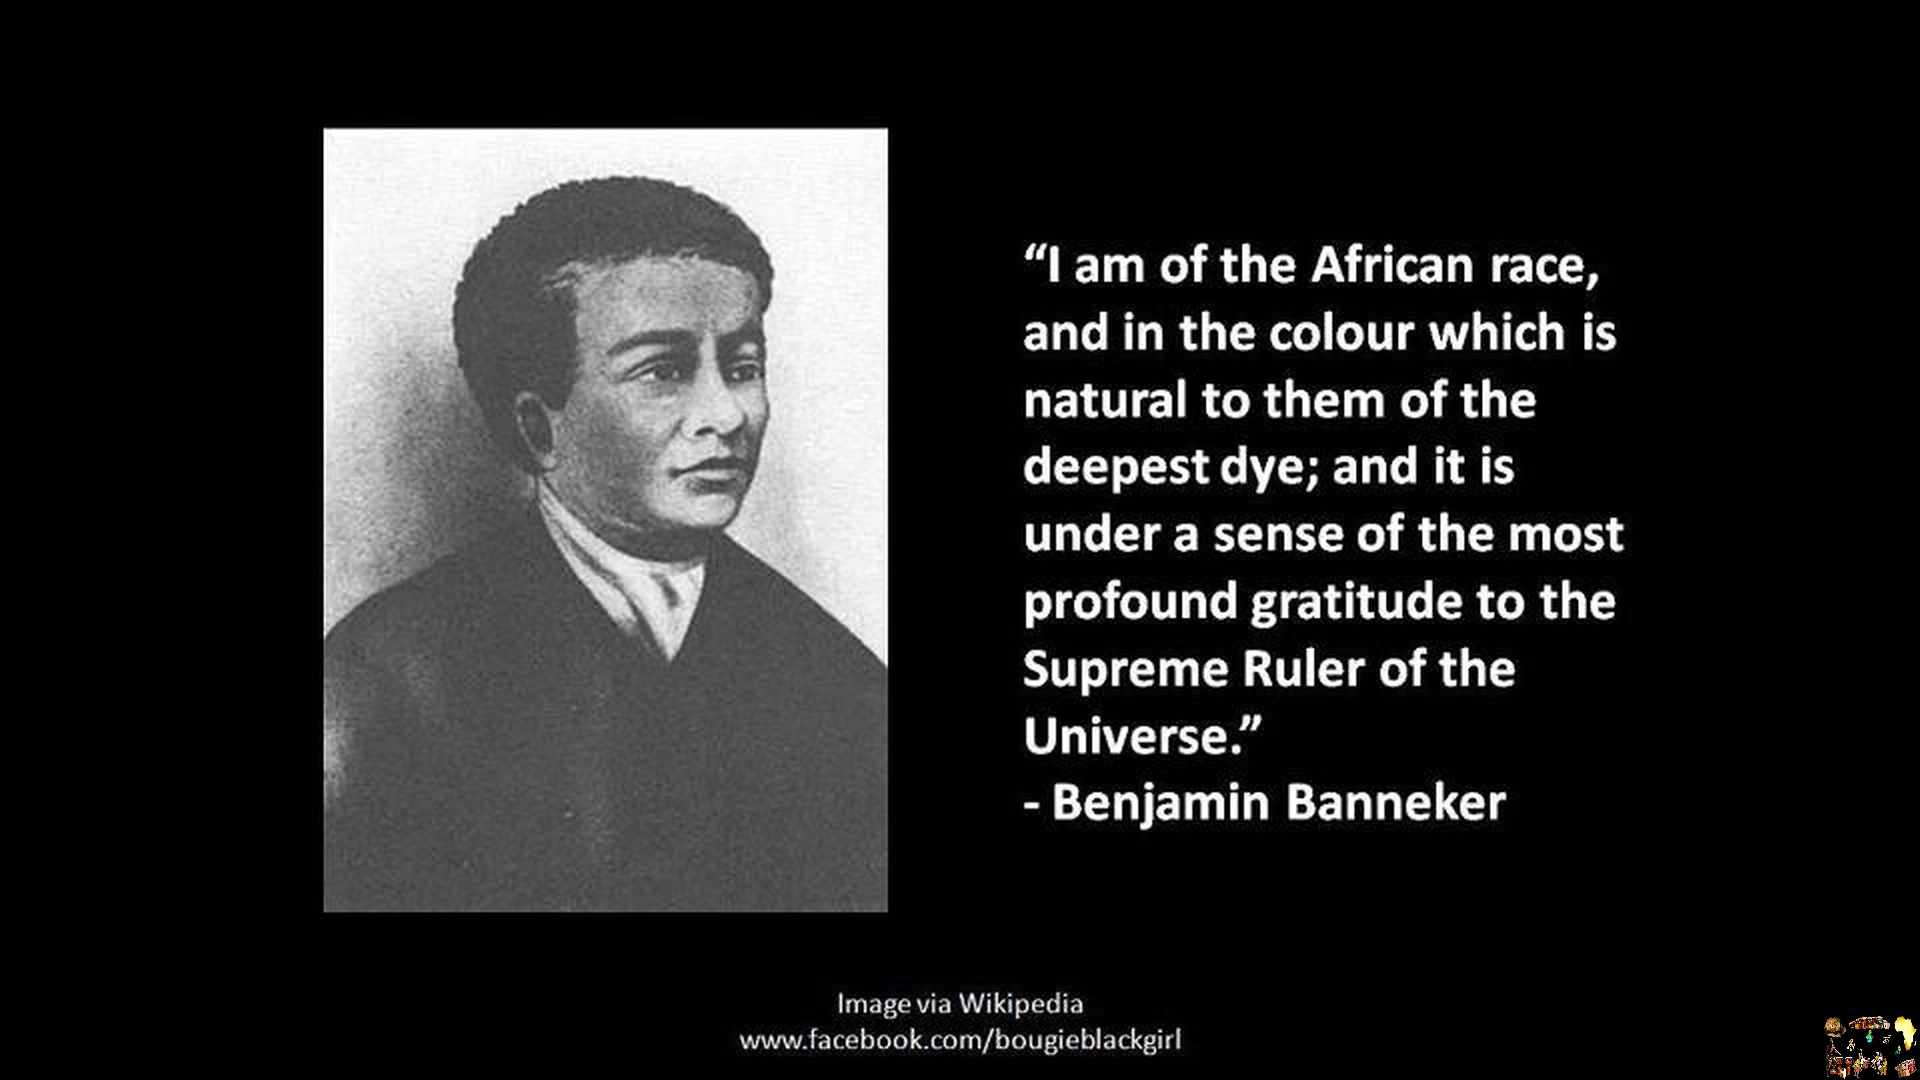 “I am of the African race,
and in the colour which is
natural to them of the
deepest dye; and it is
under a sense of the most
profound gratitude to the
Supreme Ruler of the
Universe.”
- Benjamin Banneker
Image via Wikipedia
www.facebook.com/bougieblackgirl